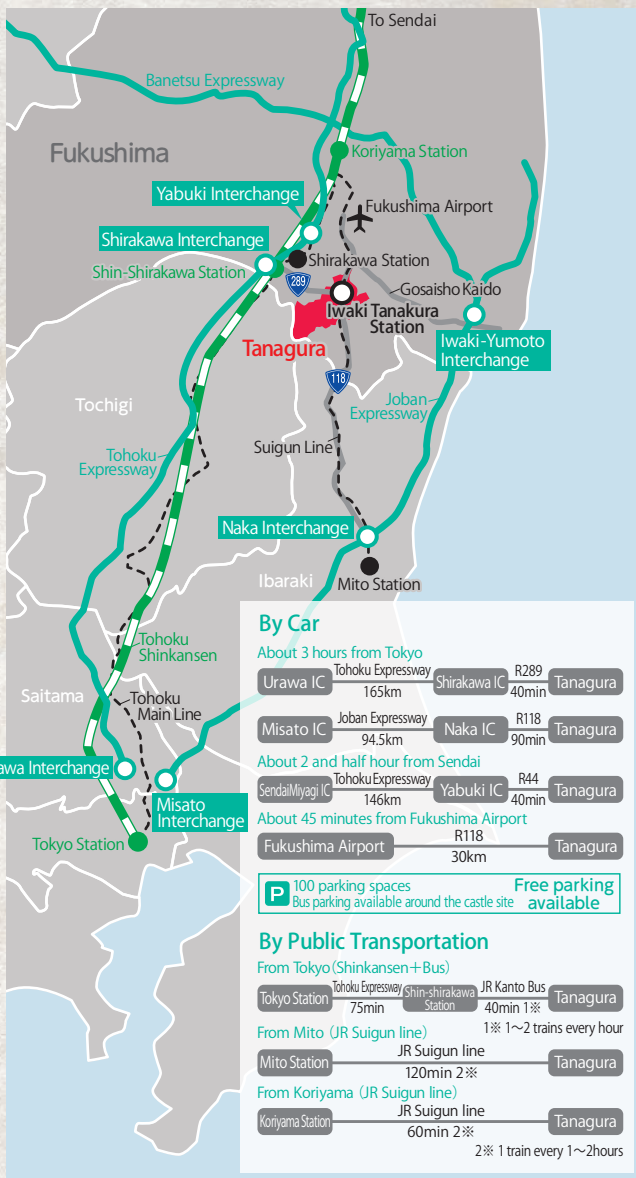 To Sendai
Banetsu Expressway
Fukushima
Koriyama Station
Yabuki Interchange
Fukushima Airport
Shirakawa Interchange
Shirakawa Station
Shin-Shirakawa Station
289
Gosaisho Kaido
Iwaki Tanakura
Station
Iwaki-Yumoto
Interchange
Tanagura
118
Joban
Expressway
Tochigi
Suigun Line
Tohoku
Expressway
Naka Interchange
Ibaraki
Mito Station
Tohoku
Shinkansen
Saitama
Tohoku
Main Line
awa Interchange
Misato
Interchange
Tokyo Station
By Car
About 3 hours from Tokyo
Urawa IC Tohoku Expressway 165km Shirakawa IC R289 40min Tanagura
Misato IC Joban Expressway 94.5km Naka IC R118 90min Tanagura
About 2 and half hour from Sendai
SendaiMiyagi IC Tohoku Expressway 146km Yabuki IC R44 40min Tanagura
About 45 minutes from Fukushima Airport
Fukushima Airport R118 30km Tanagura
P 100 parking spaces Free parking
Bus parking available around the castle site available
By Public Transportation
From Tokyo(Shinkansen+Bus)
Tokyo Station Tohoku Expressway 75min Shin-shirakawa Station JR Kanto Bus 40min 1※ Tanagura
1※ 1〜2 trains every hour
From Mito (JR Suigun line)
Mito Station JR Suigun line 120min 2※ Tanagura
From Koriyama (JR Suigun line)
Koriyama Station JR Suigun line 60min 2※ Tanagura
2※ 1 train every 1〜2hours